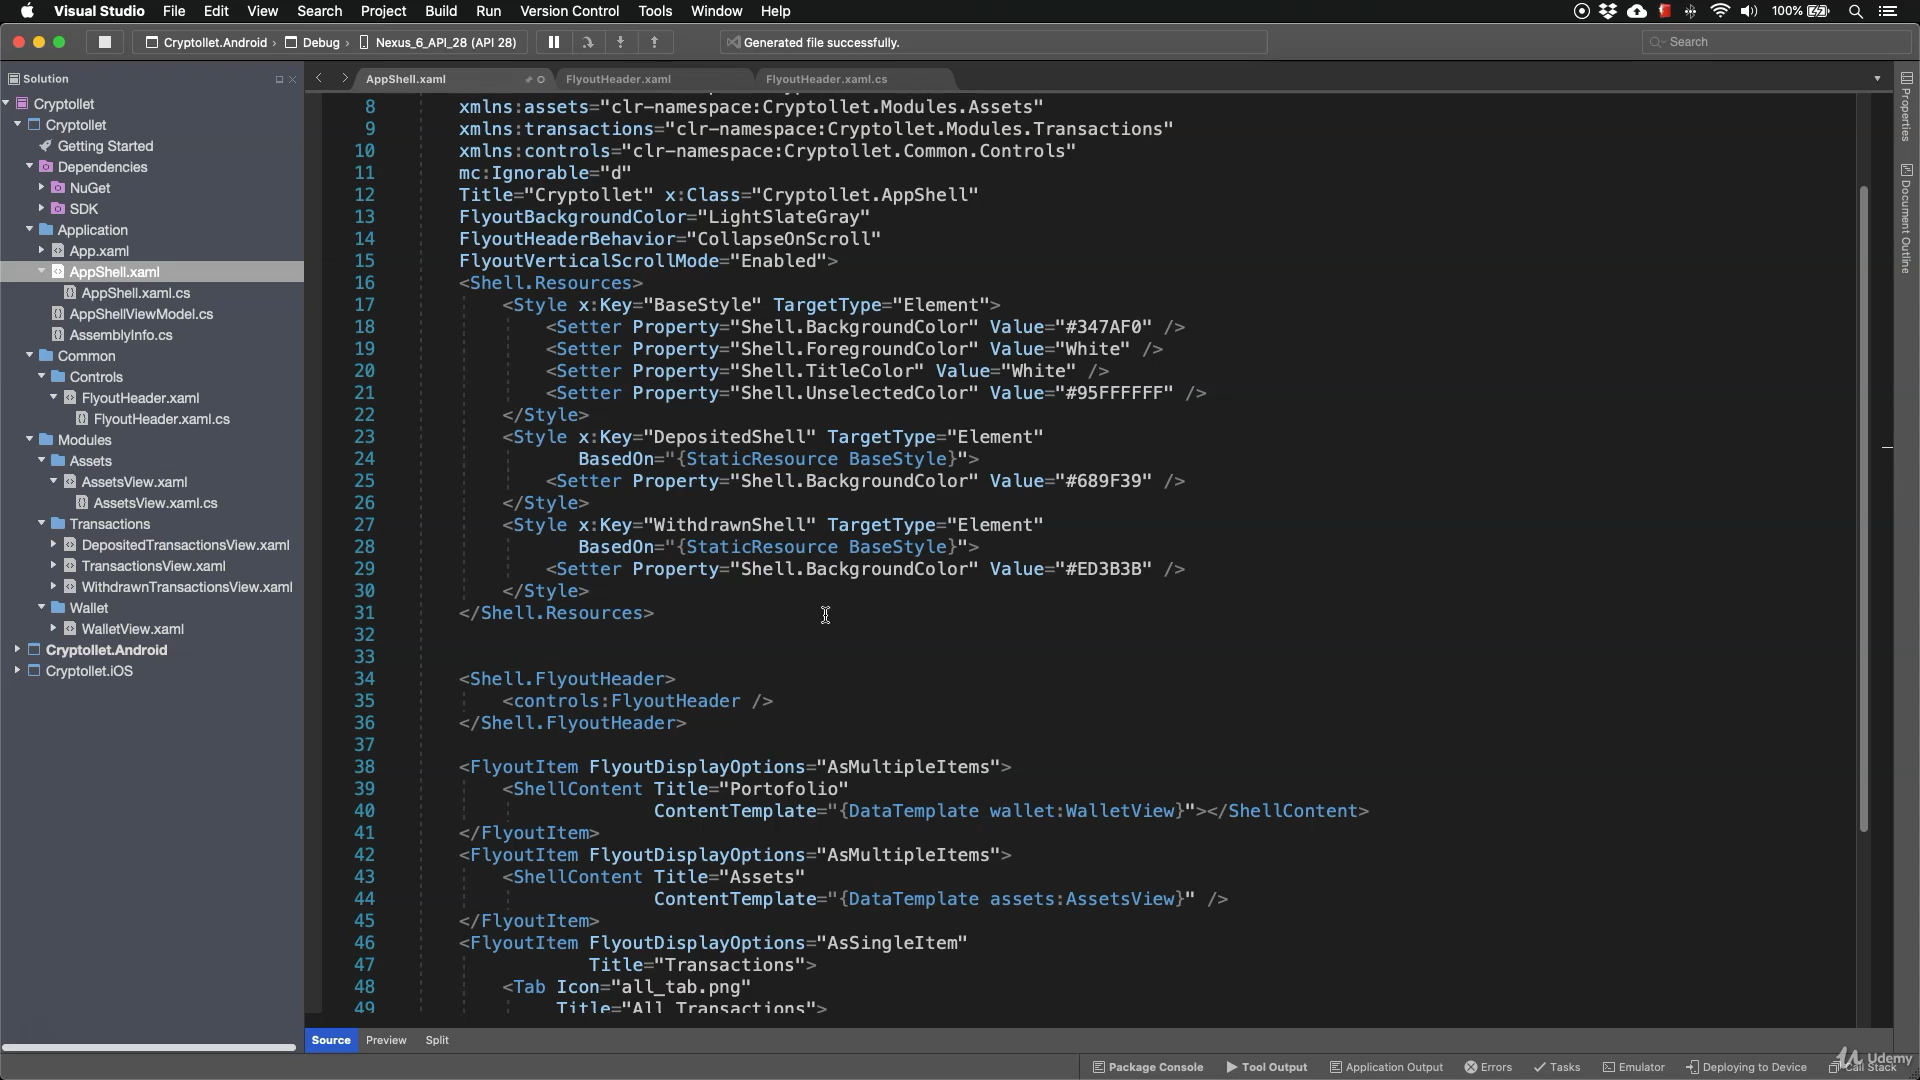 Visual Studio File Edit View Search Project Build Run Version Control Tools Window Help 100%
Cryptollet.Android › Debug › Nexus_6_API_28 (API 28) Generated file successfully. Search
Solution
AppShell.xaml FlyoutHeader.xaml FlyoutHeader.xaml.cs
Cryptollet
Cryptollet
Getting Started
Dependencies
NuGet
SDK
Application
App.xaml
AppShell.xaml
AppShell.xaml.cs
AppShellViewModel.cs
AssemblyInfo.cs
Common
Controls
FlyoutHeader.xaml
FlyoutHeader.xaml.cs
Modules
Assets
AssetsView.xaml
AssetsView.xaml.cs
Transactions
DepositedTransactionsView.xaml
TransactionsView.xaml
WithdrawnTransactionsView.xaml
Wallet
WalletView.xaml
Cryptollet.Android
Cryptollet.iOS
8 xmlns:assets="clr-namespace:Cryptollet.Modules.Assets"
9 xmlns:transactions="clr-namespace:Cryptollet.Modules.Transactions"
10 xmlns:controls="clr-namespace:Cryptollet.Common.Controls"
11 mc:Ignorable="d"
12 Title="Cryptollet" x:Class="Cryptollet.AppShell"
13 FlyoutBackgroundColor="LightSlateGray"
14 FlyoutHeaderBehavior="CollapseOnScroll"
15 FlyoutVerticalScrollMode="Enabled">
16 <Shell.Resources>
17 <Style x:Key="BaseStyle" TargetType="Element">
18 <Setter Property="Shell.BackgroundColor" Value="#347AF0" />
19 <Setter Property="Shell.ForegroundColor" Value="White" />
20 <Setter Property="Shell.TitleColor" Value="White" />
21 <Setter Property="Shell.UnselectedColor" Value="#95FFFFFF" />
22 </Style>
23 <Style x:Key="DepositedShell" TargetType="Element"
24 BasedOn="{StaticResource BaseStyle}">
25 <Setter Property="Shell.BackgroundColor" Value="#689F39" />
26 </Style>
27 <Style x:Key="WithdrawnShell" TargetType="Element"
28 BasedOn="{StaticResource BaseStyle}">
29 <Setter Property="Shell.BackgroundColor" Value="#ED3B3B" />
30 </Style>
31 </Shell.Resources>
32
33
34 <Shell.FlyoutHeader>
35 <controls:FlyoutHeader />
36 </Shell.FlyoutHeader>
37
38 <FlyoutItem FlyoutDisplayOptions="AsMultipleItems">
39 <ShellContent Title="Portofolio"
40 ContentTemplate="{DataTemplate wallet:WalletView}"></ShellContent>
41 </FlyoutItem>
42 <FlyoutItem FlyoutDisplayOptions="AsMultipleItems">
43 <ShellContent Title="Assets"
44 ContentTemplate="{DataTemplate assets:AssetsView}" />
45 </FlyoutItem>
46 <FlyoutItem FlyoutDisplayOptions="AsSingleItem"
47 Title="Transactions">
48 <Tab Icon="all_tab.png"
49 Title="All Transactions">
Properties
Document Outline
Source Preview Split
Package Console Tool Output Application Output Errors Tasks Emulator Deploying to Device Call Stack
Udemy